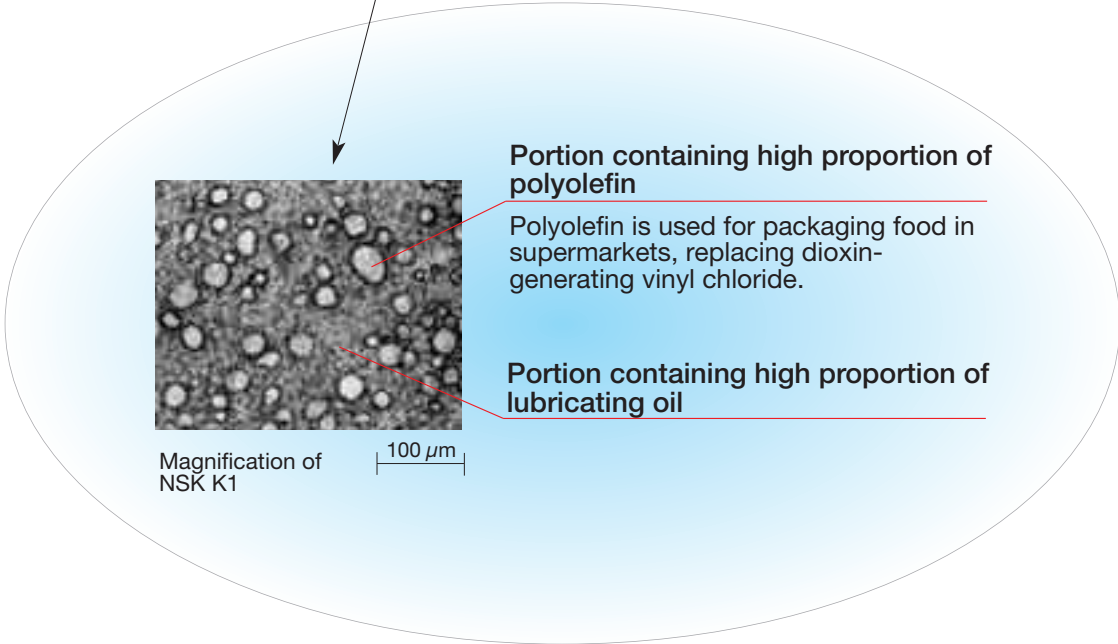 Portion containing high proportion of
polyolefin
Polyolefin is used for packaging food in
supermarkets, replacing dioxin-
generating vinyl chloride.
Portion containing high proportion of
lubricating oil
Magnification of
NSK K1
100 µm